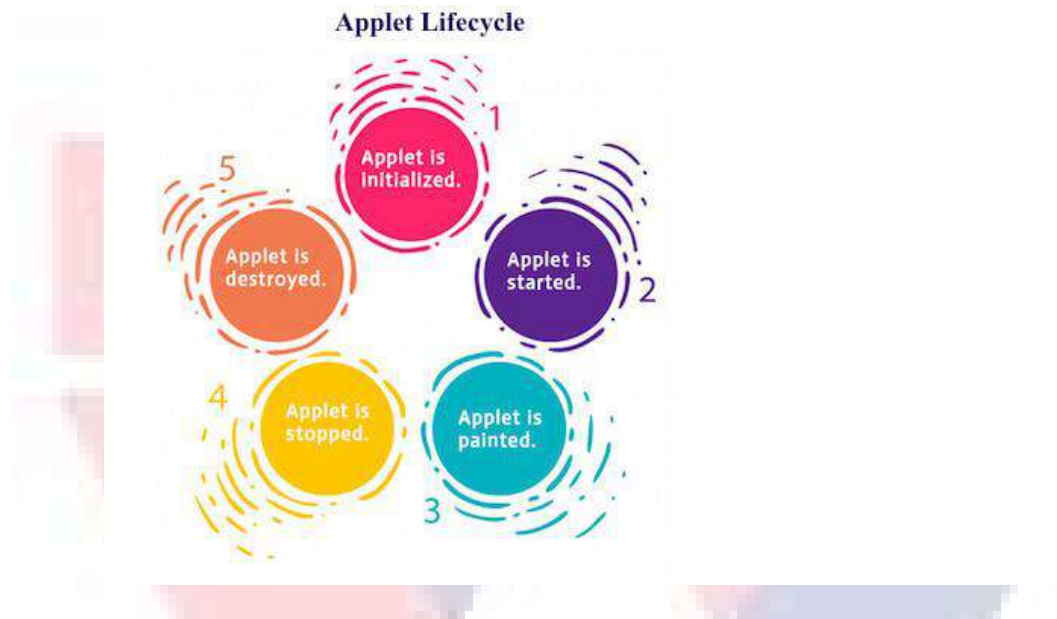 Applet Lifecycle
1
Applet is
initialized.
2
Applet is
started.
3
Applet is
painted.
4
Applet is
stopped.
5
Applet is
destroyed.